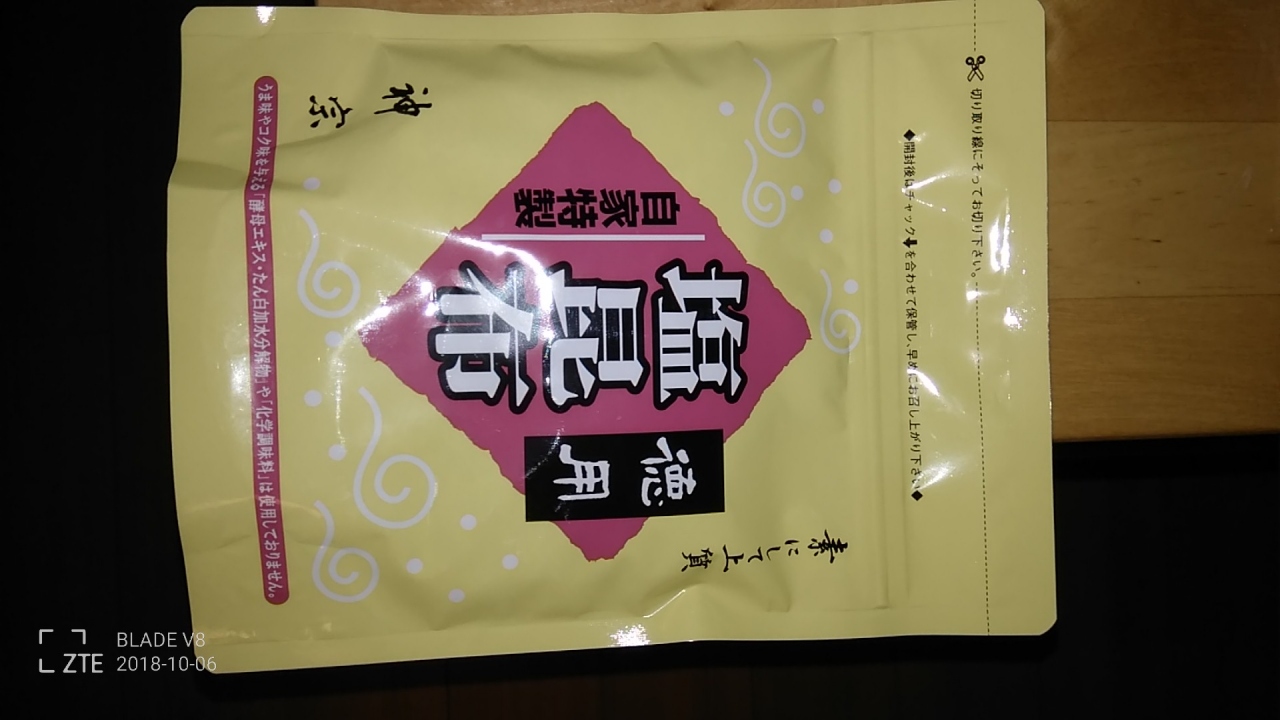 切り取り線にそってお切り下さい。
◆開封後はチャック⬇を合わせて保管し、早めにお召し上がり下さい◆
素にして上質
自家特製
塩昆布
徳用
神宗
うま味やコク味を与える「酵母エキス・たん白加水分解物」や「化学調味料」は使用しておりません。
BLADE V8
ZTE 2018-10-06